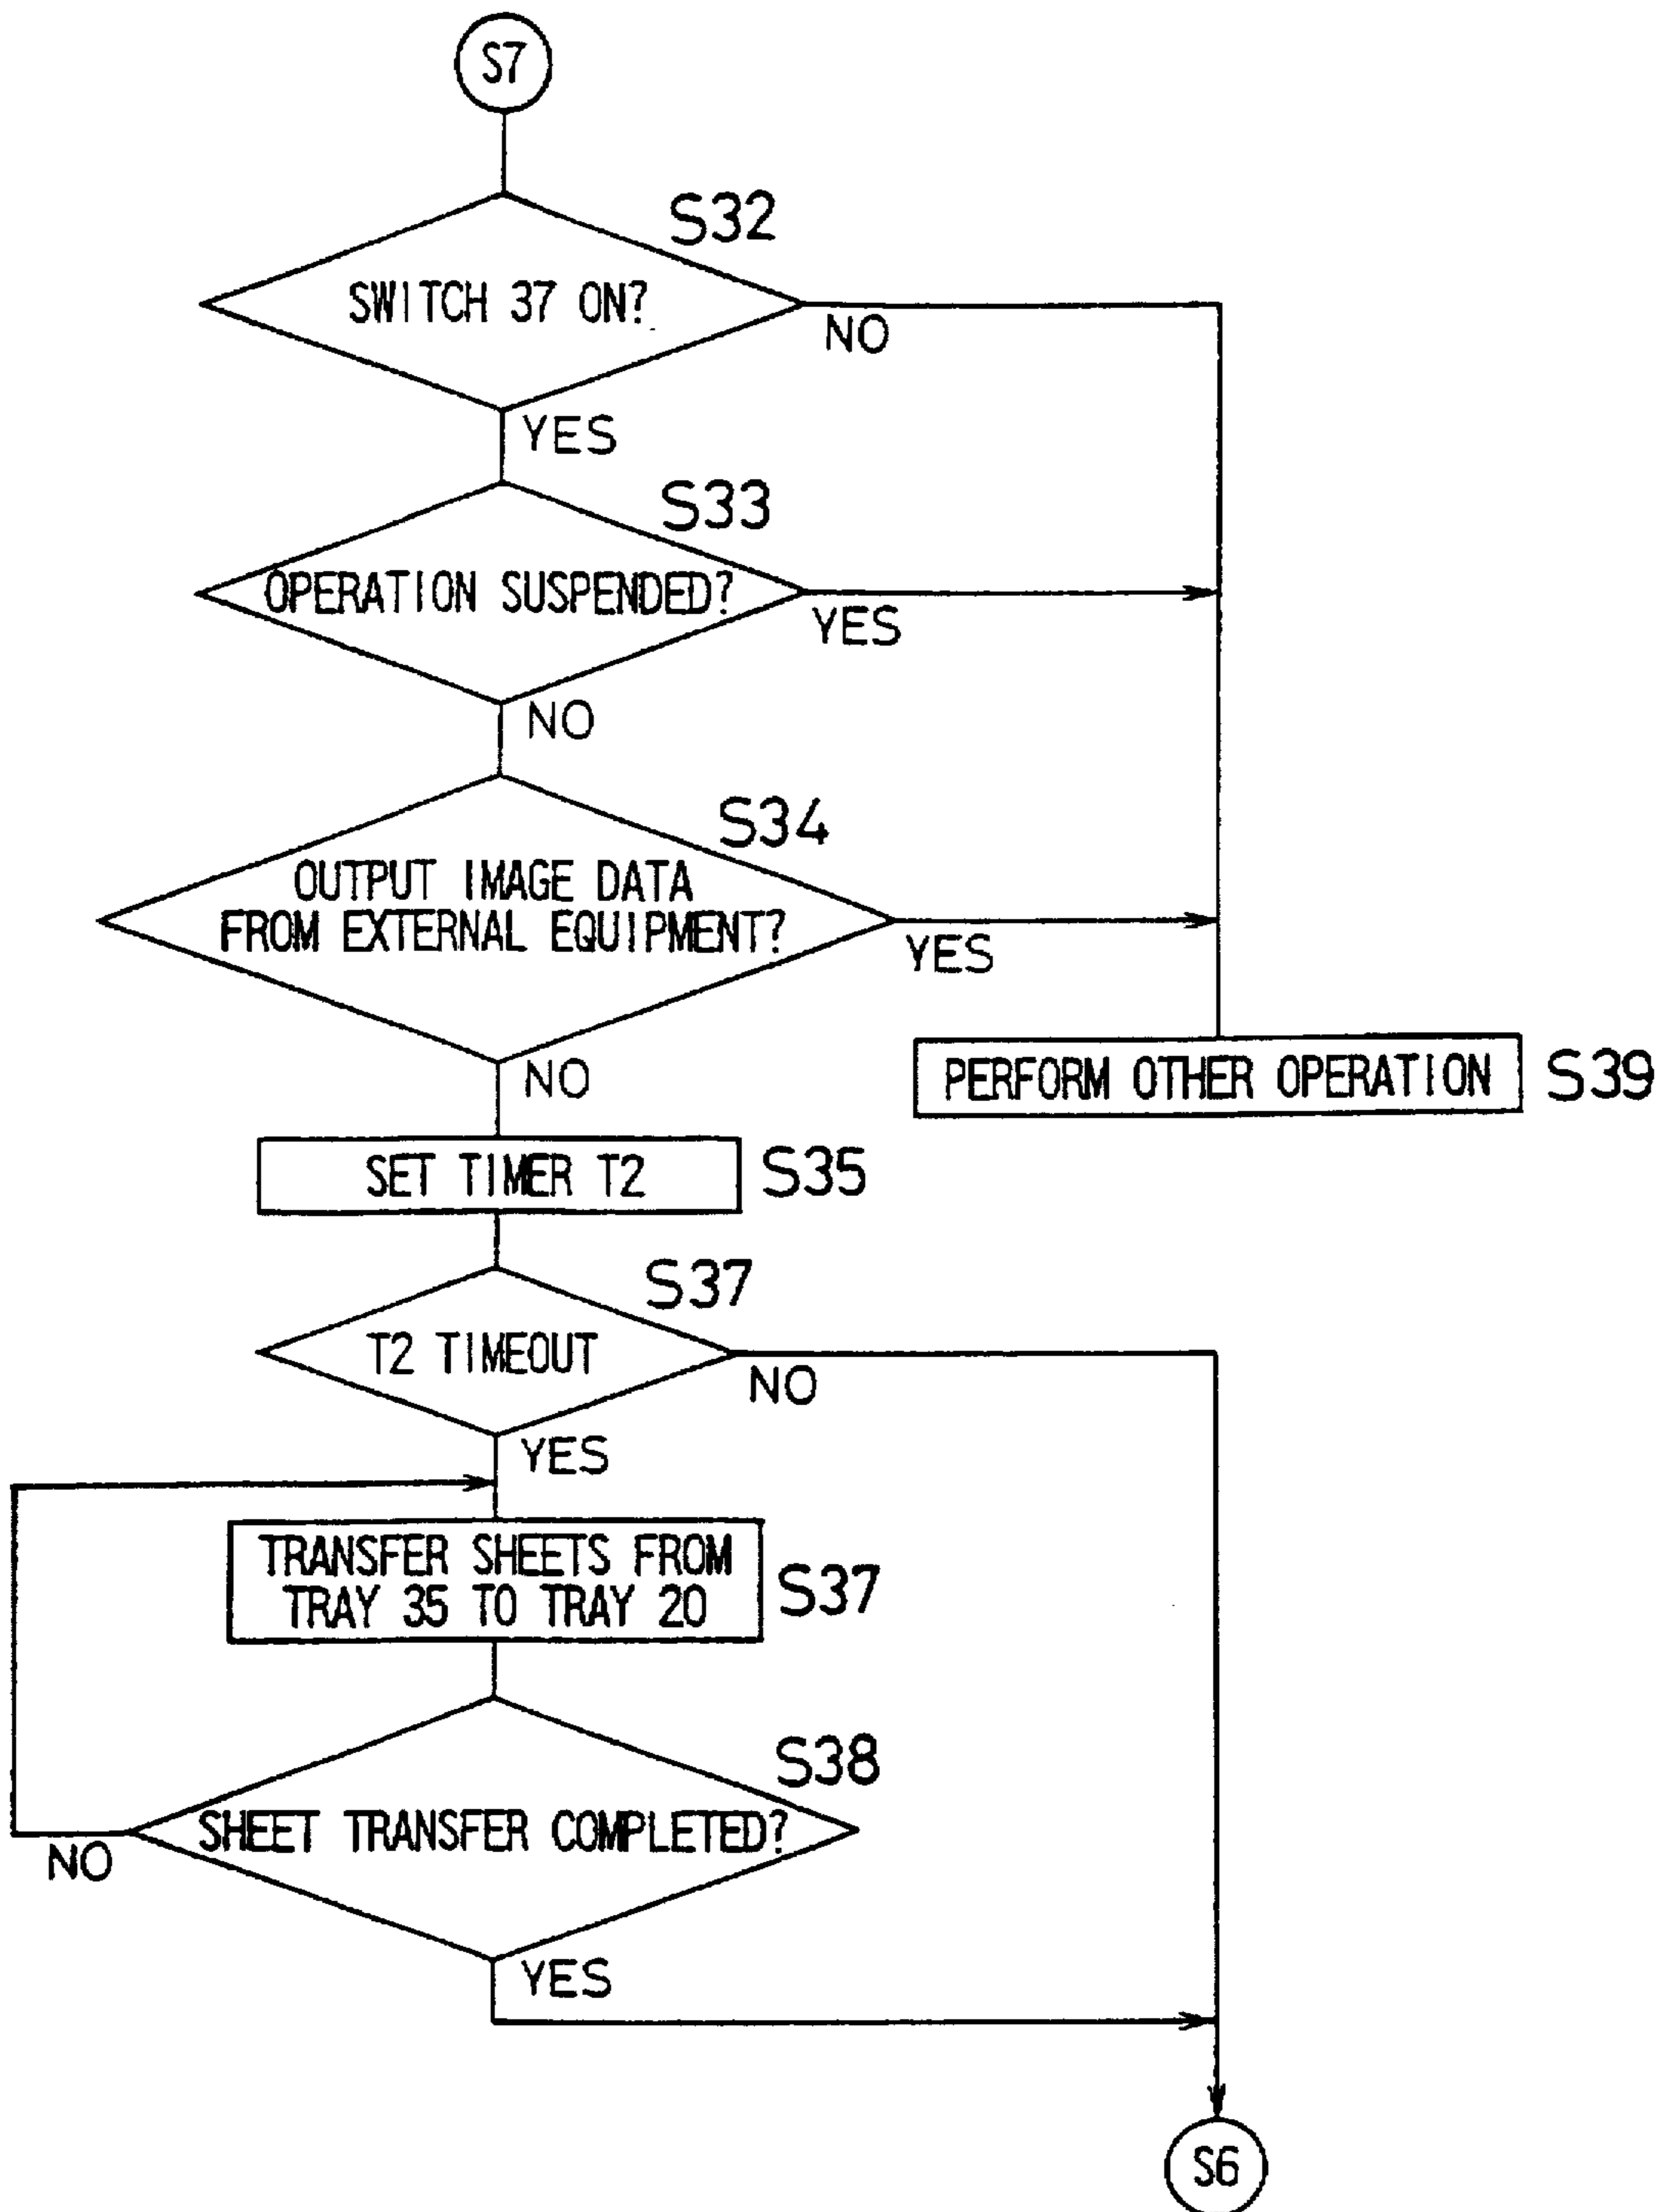 S7
S32
SWITCH 37 ON?
NO
YES
S33
OPERATION SUSPENDED?
YES
NO
S34
OUTPUT IMAGE DATA
FROM EXTERNAL EQUIPMENT?
YES
NO
PERFORM OTHER OPERATION
S39
SET TIMER T2
S35
S37
T2 TIMEOUT
NO
YES
TRANSFER SHEETS FROM
TRAY 35 TO TRAY 20
S37
S38
SHEET TRANSFER COMPLETED?
NO
YES
S6